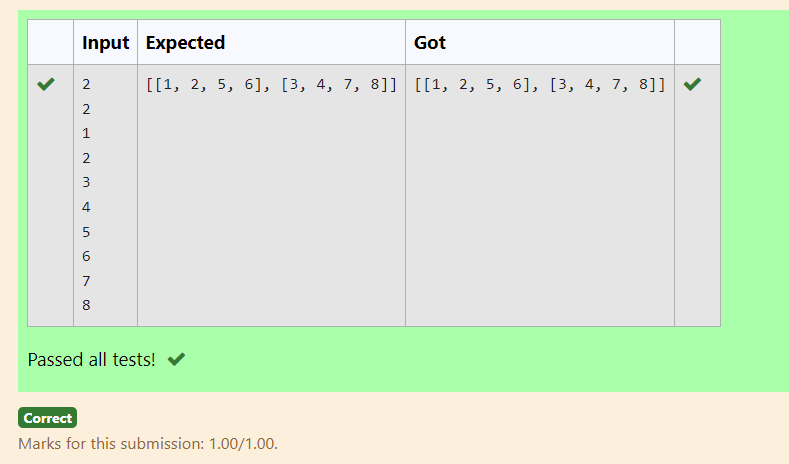 Input Expected Got
2 [[1, 2, 5, 6], [3, 4, 7, 8]] [[1, 2, 5, 6], [3, 4, 7, 8]]
2
1
2
3
4
5
6
7
8
Passed all tests!
Correct
Marks for this submission: 1.00/1.00.